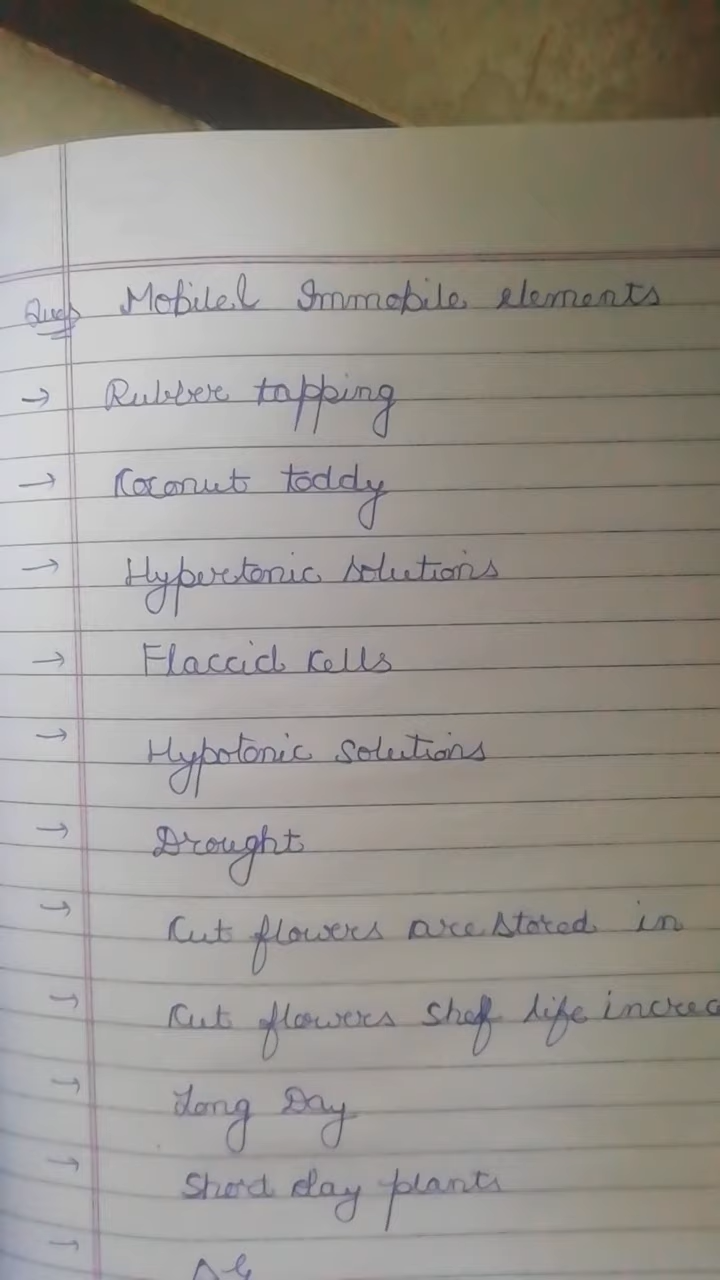 Ques Mobile & Immobile elements
→ Rubber tapping
→ Coconut toddy
→ Hypertonic solutions
→ Flaccid cells
→ Hypotonic solutions
→ Drought
→ Cut flowers are stored in
→ Cut flowers shelf life increa
→ Long Day
→ Short day plants
→